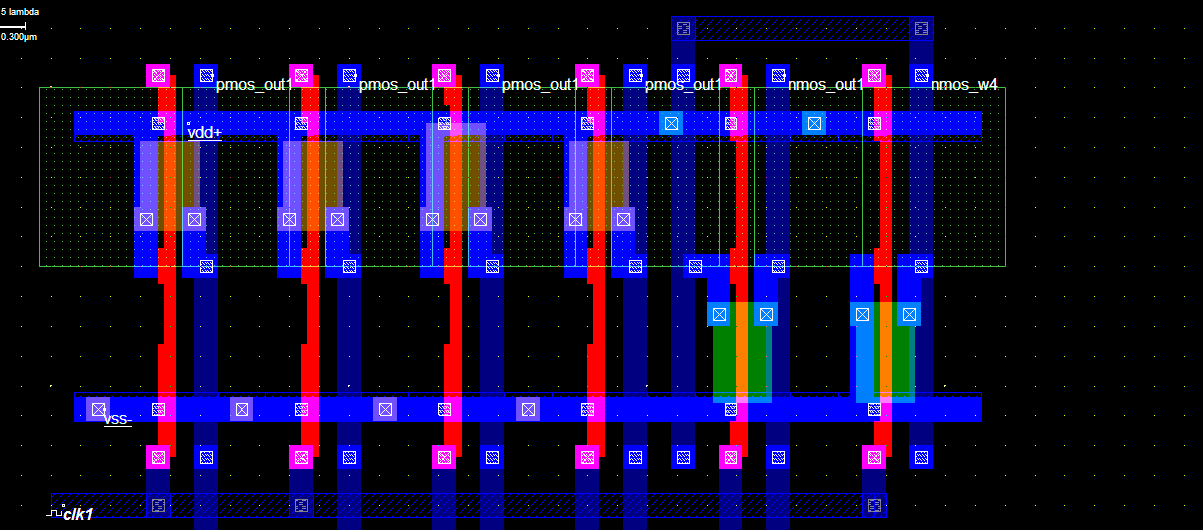 5 lambda
0.300µm
pmos_out1 pmos_out1 pmos_out1 pmos_out1 nmos_out1 nmos_w4
vdd+
vss-
clk1